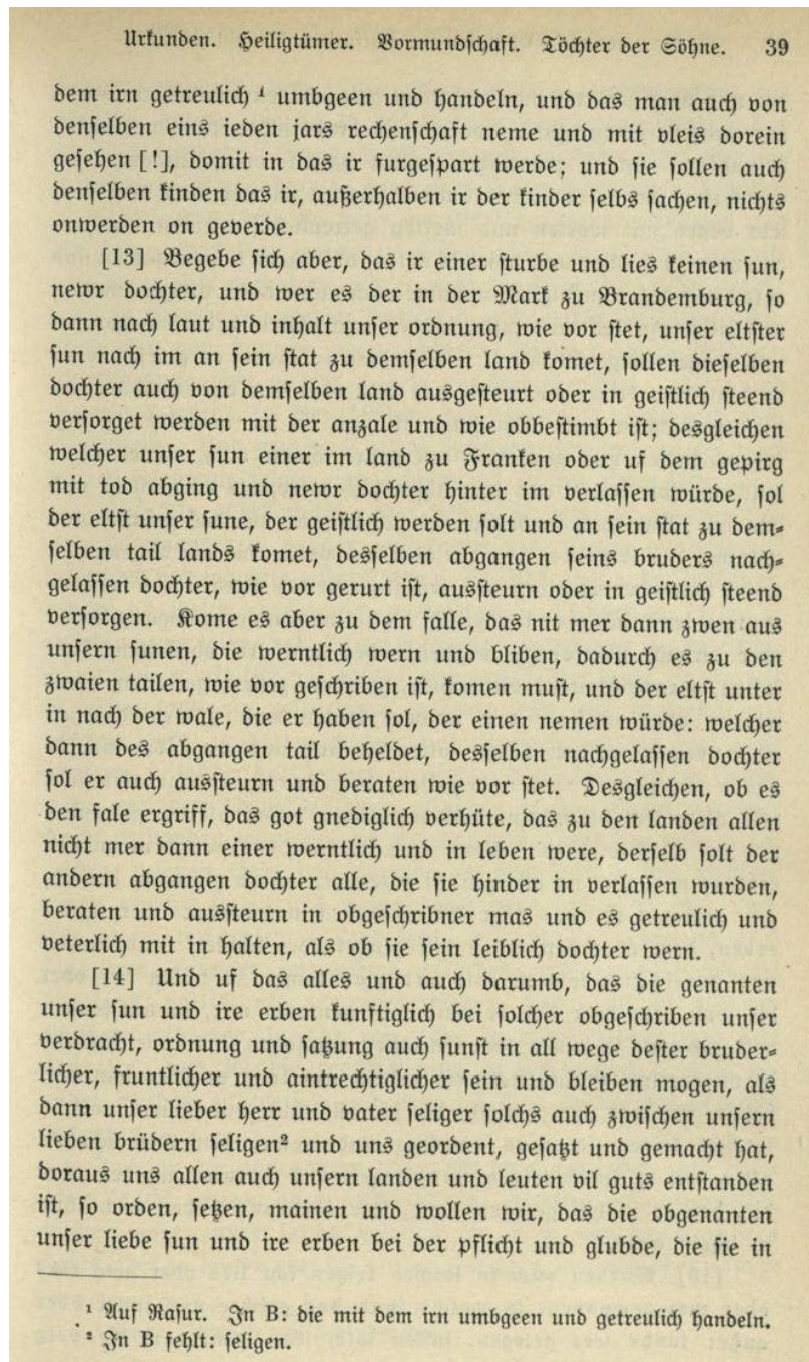 Urkunden. Heiligtümer. Vormundschaft. Töchter der Söhne. 39
dem irn getreulich ¹ umbgeen und handeln, und das man auch von
denselben eins ieden jars rechenschaft neme und mit vleis dorein
gesehen [!], domit in das ir furgespart werde; und sie sollen auch
denselben kinden das ir, außerhalben ir der kinder selbs sachen, nichts
onwerden on geverde.
[13] Begebe sich aber, das ir einer sturbe und lies keinen sun,
newr dochter, und wer es der in der Mark zu Brandemburg, so
dann nach laut und inhalt unser ordnung, wie vor stet, unser eltster
sun nach im an sein stat zu demselben land komet, sollen dieselben
dochter auch von demselben land ausgesteurt oder in geistlich steend
versorget werden mit der anzale und wie obbestimbt ist; desgleichen
welcher unser sun einer im land zu Franken oder uf dem gepirg
mit tod abging und newr dochter hinter im verlassen würde, sol
der eltst unser sune, der geistlich werden solt und an sein stat zu dem-
selben tail lands komet, desselben abgangen seins bruders nach-
gelassen dochter, wie vor gerurt ist, aussteurn oder in geistlich steend
versorgen. Kome es aber zu dem falle, das nit mer dann zwen aus
unsern sunen, die werntlich wern und bliben, dadurch es zu den
zwaien tailen, wie vor geschriben ist, komen must, und der eltst unter
in nach der wale, die er haben sol, der einen nemen würde: welcher
dann des abgangen tail beheldet, desselben nachgelassen dochter
sol er auch aussteurn und beraten wie vor stet. Desgleichen, ob es
den fale ergriff, das got gnediglich verhüte, das zu den landen allen
nicht mer dann einer werntlich und in leben were, derselb solt der
andern abgangen dochter alle, die sie hinder in verlassen wurden,
beraten und aussteurn in obgeschribner mas und es getreulich und
veterlich mit in halten, als ob sie sein leiblich dochter wern.
[14] Und uf das alles und auch darumb, das die genanten
unser sun und ire erben kunftiglich bei solcher obgeschriben unser
verdracht, ordnung und satzung auch sunst in all wege dester bruder-
licher, fruntlicher und aintrechtiglicher sein und bleiben mogen, als
dann unser lieber herr und vater seliger solchs auch zwischen unsern
lieben brüdern seligen² und uns geordent, gesatzt und gemacht hat,
doraus uns allen auch unsern landen und leuten vil guts entstanden
ist, so orden, setzen, mainen und wollen wir, das die obgenanten
unser liebe sun und ire erben bei der pflicht und glubde, die sie in
¹ Auf Rasur. In B: die mit dem irn umbgeen und getreulich handeln.
² In B fehlt: seligen.